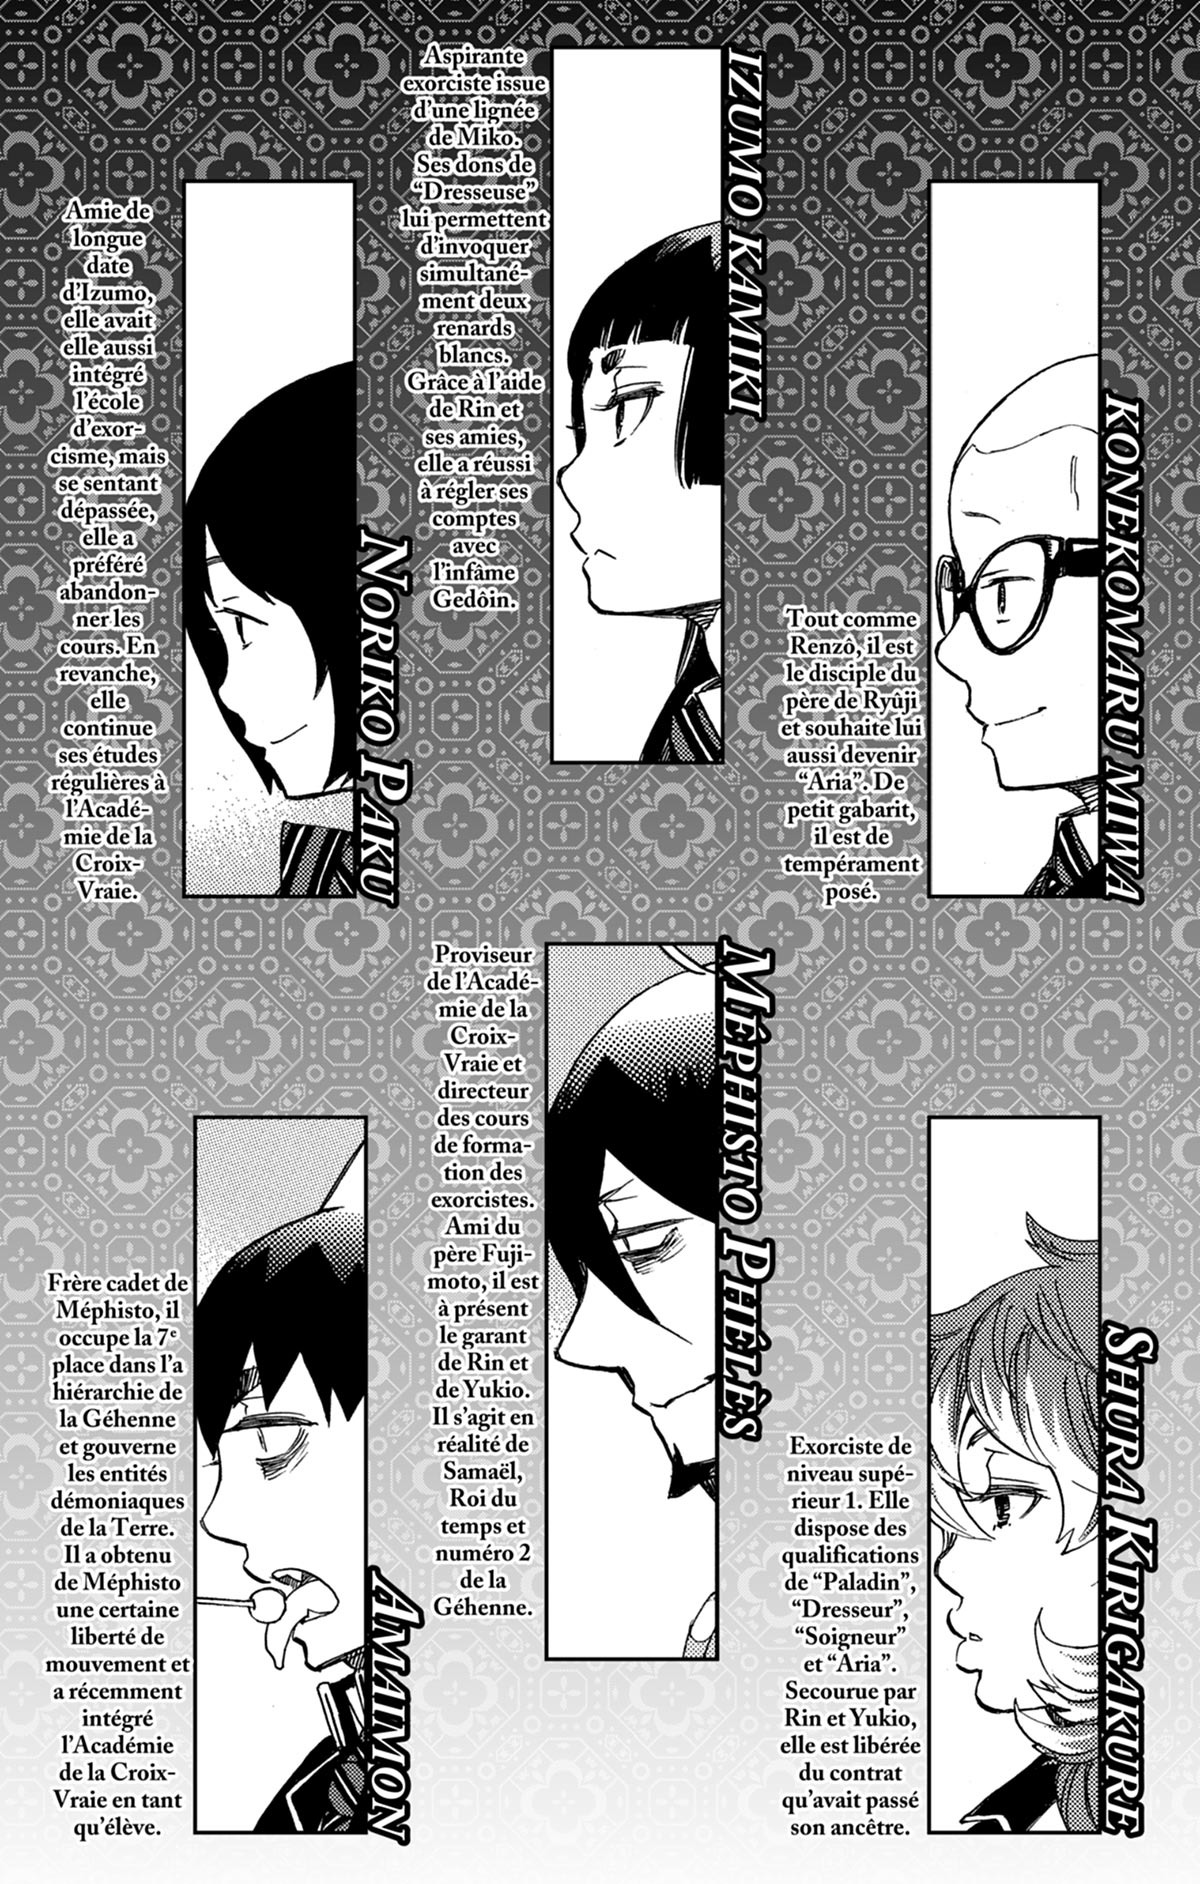 KONEKOMARU MIWA
Tout comme
Renzô, il est
le disciple du
père de Ryūji
et souhaite lui
aussi devenir
“Aria”. De
petit gabarit,
il est de
tempérament
posé.
IZUMO KAMIKI
Aspirante
exorciste issue
d’une lignée
de Miko.
Ses dons de
“Dresseuse”
lui permettent
d’invoquer
simultané-
ment deux
renards
blancs.
Grâce à l’aide
de Rin et
ses amies,
elle a réussi
à régler ses
comptes
avec
l’infâme
Gedôin.
NORIKO PAKU
Amie de
longue
date
d’Izumo,
elle avait
elle aussi
intégré
l’école
d’exor-
cisme, mais
se sentant
dépassée,
elle a
préféré
abandon-
ner les
cours. En
revanche,
elle
continue
ses études
régulières à
l’Acadé-
mie de la
Croix-
Vraie.
SHURA KIRIGAKURE
Exorciste de
niveau supé-
rieur 1. Elle
dispose des
qualifications
de “Paladin”,
“Dresseur”,
“Soigneur”
et “Aria”.
Secourue par
Rin et Yukio,
elle est libérée
du contrat
qu’avait passé
son ancêtre.
MÉPHISTO PHÉLÈS
Proviseur
de l’Acadé-
mie de la
Croix-
Vraie et
directeur
des cours
de forma-
tion des
exorcistes.
Ami du
père Fuji-
moto, il est
à présent
le garant
de Rin et
de Yukio.
Il s’agit en
réalité de
Samaël,
Roi du
temps et
numéro 2
de la
Géhenne.
AMAIMON
Frère cadet de
Méphisto, il
occupe la 7e
place dans l’a
hiérarchie de
la Géhenne
et gouverne
les entités
démoniaques
de la Terre.
Il a obtenu
de Méphisto
une certaine
liberté de
mouvement et
a récemment
intégré
l’Académie
de la Croix-
Vraie en tant
qu’élève.